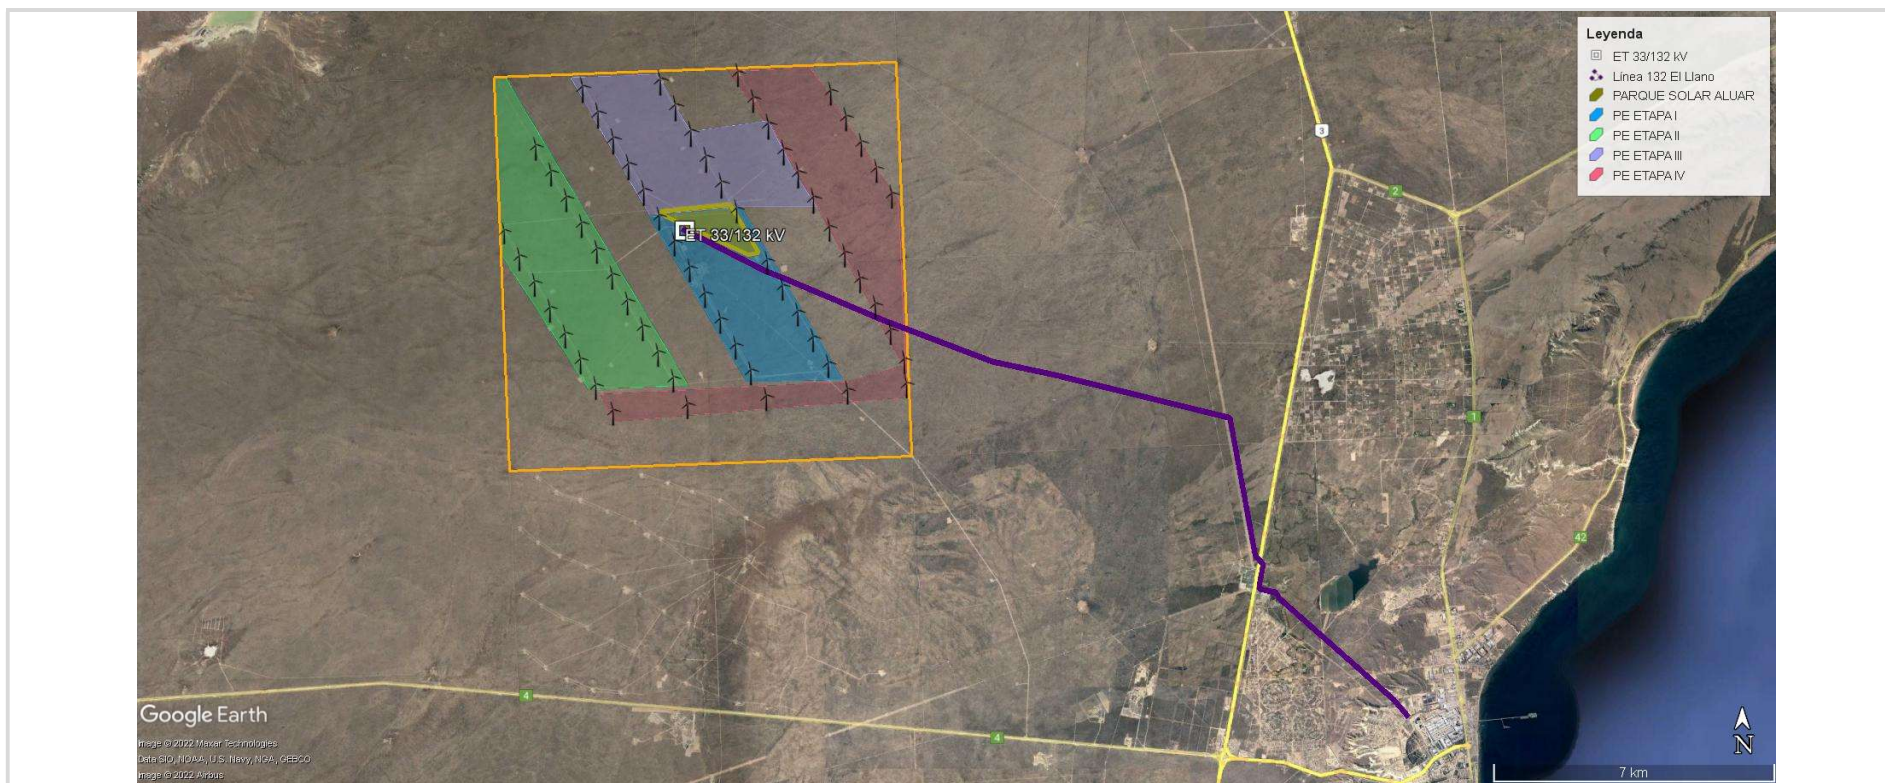 Leyenda
ET 33/132 kV
Línea 132 El Llano
PARQUE SOLAR ALUAR
PE ETAPA I
PE ETAPA II
PE ETAPA III
PE ETAPA IV
3
2
ET 33/132 kV
1
42
4
4
Google Earth
Image © 2022 Maxar Technologies
Data SIO, NOAA, U.S. Navy, NGA, GEBCO
Image © 2022 Airbus
N
7 km